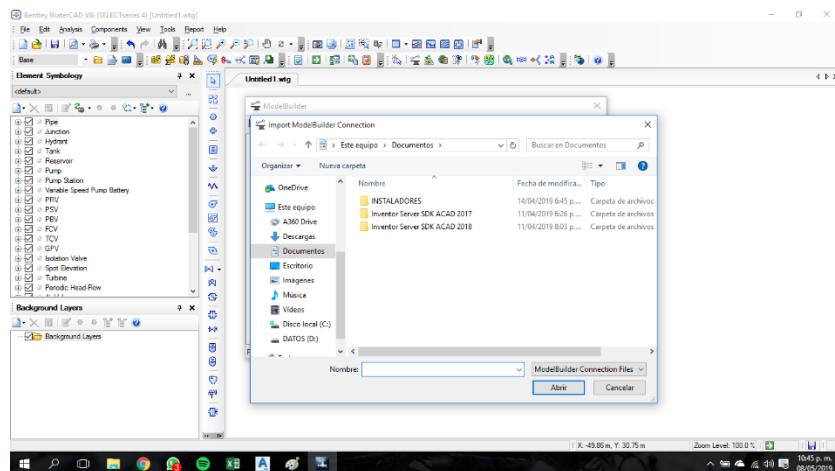 Bentley WaterCAD V8i (SELECTseries 4) [Untitled1.wtg]
File Edit Analysis Components View Tools Report Help
Base
Element Symbology
<default>
Pipe
Junction
Hydrant
Tank
Reservoir
Pump
Pump Station
Variable Speed Pump Battery
PRV
PSV
PBV
FCV
TCV
GPV
Isolation Valve
Spot Elevation
Turbine
Periodic Head-Flow
Background Layers
Background Layers
Untitled1.wtg
ModelBuilder
Import ModelBuilder Connection
Este equipo > Documentos >
Buscar en Documentos
Organizar
Nueva carpeta
OneDrive
Este equipo
A360 Drive
Descargas
Documentos
Escritorio
Imágenes
Música
Vídeos
Disco local (C:)
DATOS (D:)
Nombre Fecha de modifica... Tipo
INSTALADORES 14/04/2019 6:45 p.... Carpeta de archivos
Inventor Server SDK ACAD 2017 11/04/2019 6:26 p.... Carpeta de archivos
Inventor Server SDK ACAD 2018 11/04/2019 8:03 p.... Carpeta de archivos
Nombre:
ModelBuilder Connection Files
Abrir Cancelar
X: -49.86 m, Y: 30.75 m Zoom Level: 100.0 %
10:45 p. m.
08/05/2019